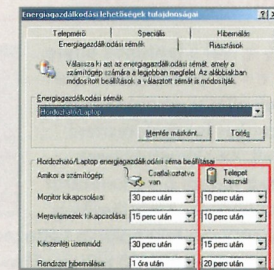 Energiagazdálkodási lehetőségek tulajdonságai
Telepmérő Speciális Hibernálás
Energiagazdálkodási sémák Riasztások
Válassza ki azt az energiagazdálkodási sémát, amely a
számítógép számára a legjobban megfelel. Az alábbiakban
módosított beállítások a választott sémát is módosítják.
Energiagazdálkodási sémák
Hordozható/Laptop
Mentés másként... Törlés
Hordozható/Laptop energiagazdálkodási séma beállításai
Amikor a számítógép: Csatlakoztatva van Telepet használ
Monitor kikapcsolása: 30 perc után 10 perc után
Merevlemezek kikapcsolása: 15 perc után 10 perc után
Készenléti üzemmód: 30 perc után 15 perc után
Rendszer hibernálása: 1 óra után 20 perc után